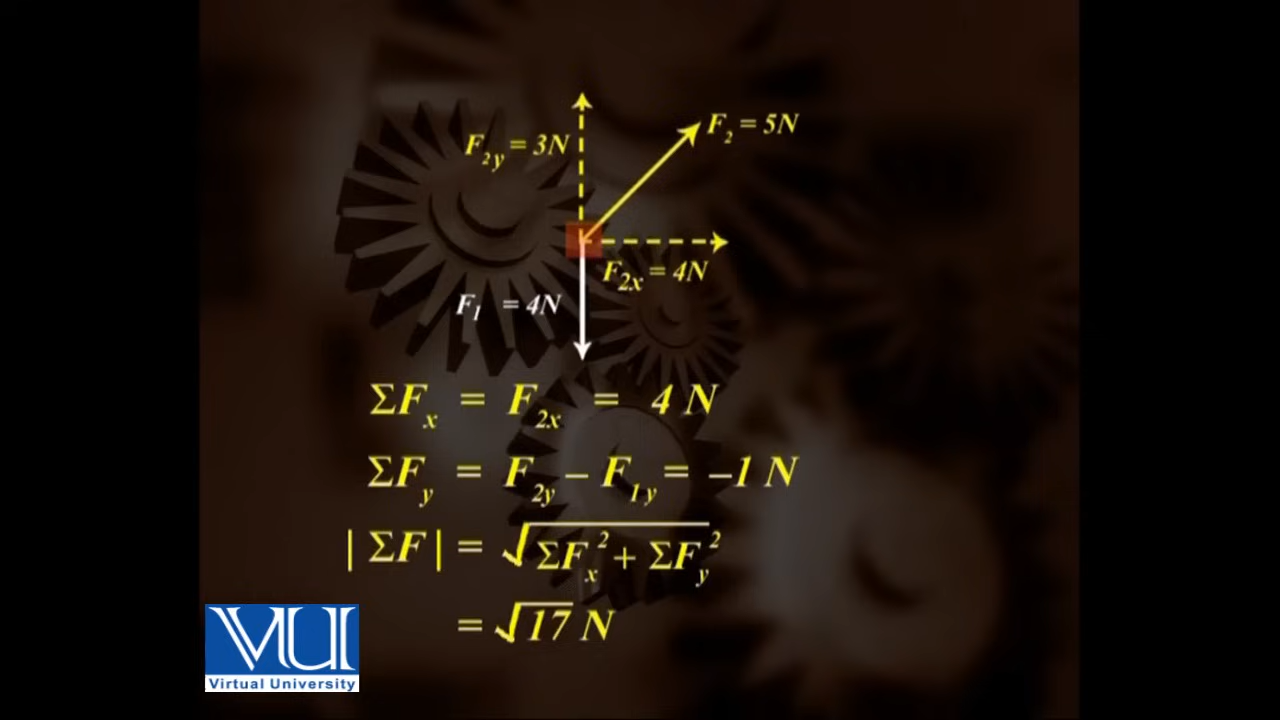 F₂ = 5N
F₂y = 3N
F₂x = 4N
F₁ = 4N
ΣFx = F₂x = 4 N
ΣFy = F₂y – F₁y = –1 N
|ΣF| = √ΣFx² + ΣFy²
= √17 N
VU
Virtual University